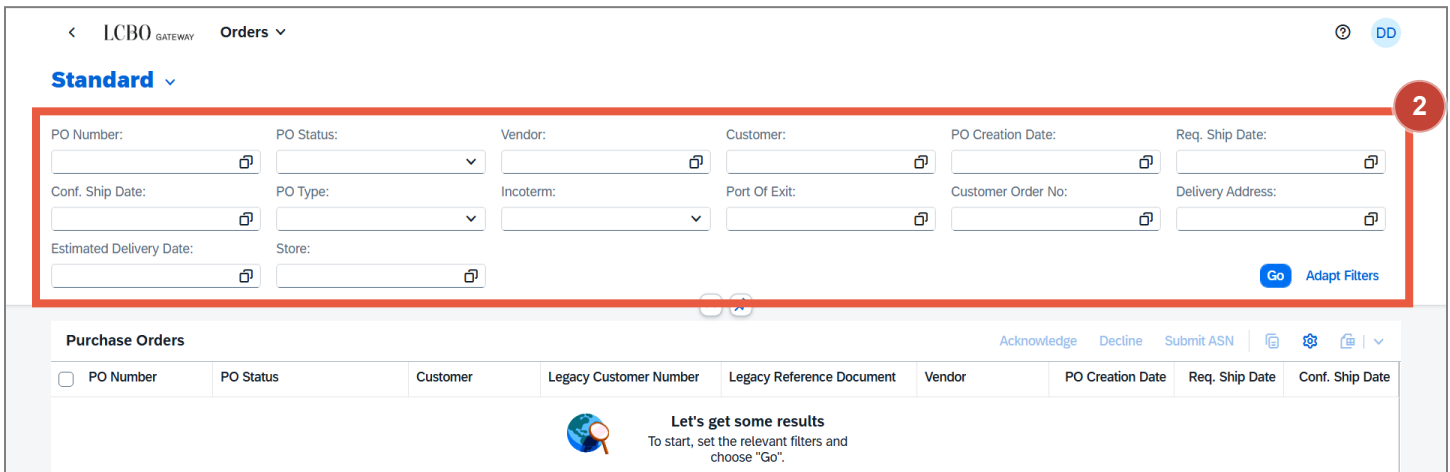 LCBO GATEWAY Orders DD
Standard
2
PO Number: PO Status: Vendor: Customer: PO Creation Date: Req. Ship Date:
Conf. Ship Date: PO Type: Incoterm: Port Of Exit: Customer Order No: Delivery Address:
Estimated Delivery Date: Store:
Go Adapt Filters
Purchase Orders Acknowledge Decline Submit ASN
PO Number PO Status Customer Legacy Customer Number Legacy Reference Document Vendor PO Creation Date Req. Ship Date Conf. Ship Date
Let's get some results
To start, set the relevant filters and
choose "Go".